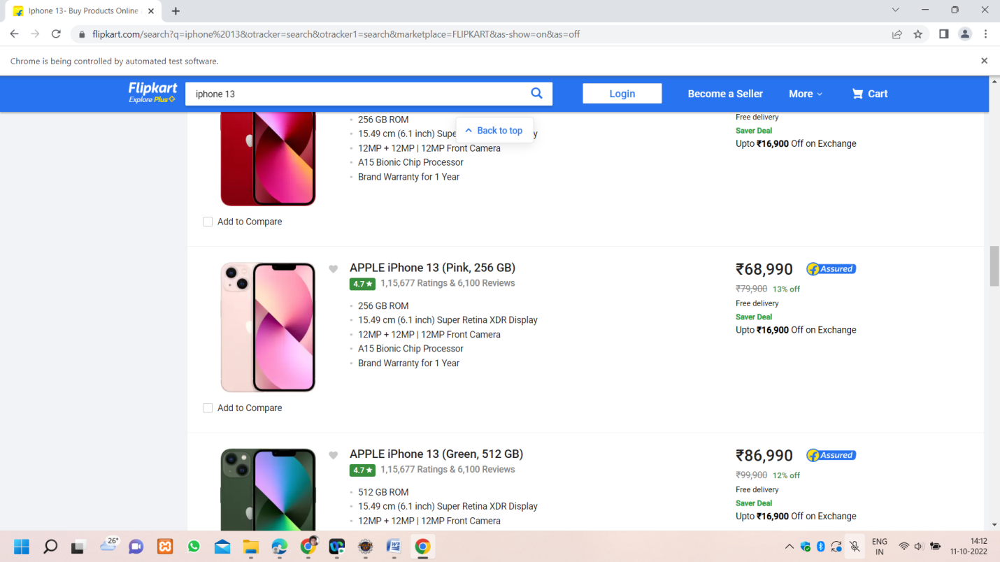 Iphone 13- Buy Products Online
flipkart.com/search?q=iphone%2013&otracker=search&otracker1=search&marketplace=FLIPKART&as-show=on&as=off
Chrome is being controlled by automated test software.
Flipkart
Explore Plus
iphone 13
Login
Become a Seller
More
Cart
Back to top
256 GB ROM
15.49 cm (6.1 inch) Supe y
12MP + 12MP | 12MP Front Camera
A15 Bionic Chip Processor
Brand Warranty for 1 Year
Free delivery
Saver Deal
Upto ₹16,900 Off on Exchange
Add to Compare
APPLE iPhone 13 (Pink, 256 GB)
4.7★ 1,15,677 Ratings & 6,100 Reviews
256 GB ROM
15.49 cm (6.1 inch) Super Retina XDR Display
12MP + 12MP | 12MP Front Camera
A15 Bionic Chip Processor
Brand Warranty for 1 Year
₹68,990 Assured
₹79,900 13% off
Free delivery
Saver Deal
Upto ₹16,900 Off on Exchange
Add to Compare
APPLE iPhone 13 (Green, 512 GB)
4.7★ 1,15,677 Ratings & 6,100 Reviews
512 GB ROM
15.49 cm (6.1 inch) Super Retina XDR Display
12MP + 12MP | 12MP Front Camera
₹86,990 Assured
₹99,900 12% off
Free delivery
Saver Deal
Upto ₹16,900 Off on Exchange
26°
ENG
IN
14:12
11-10-2022